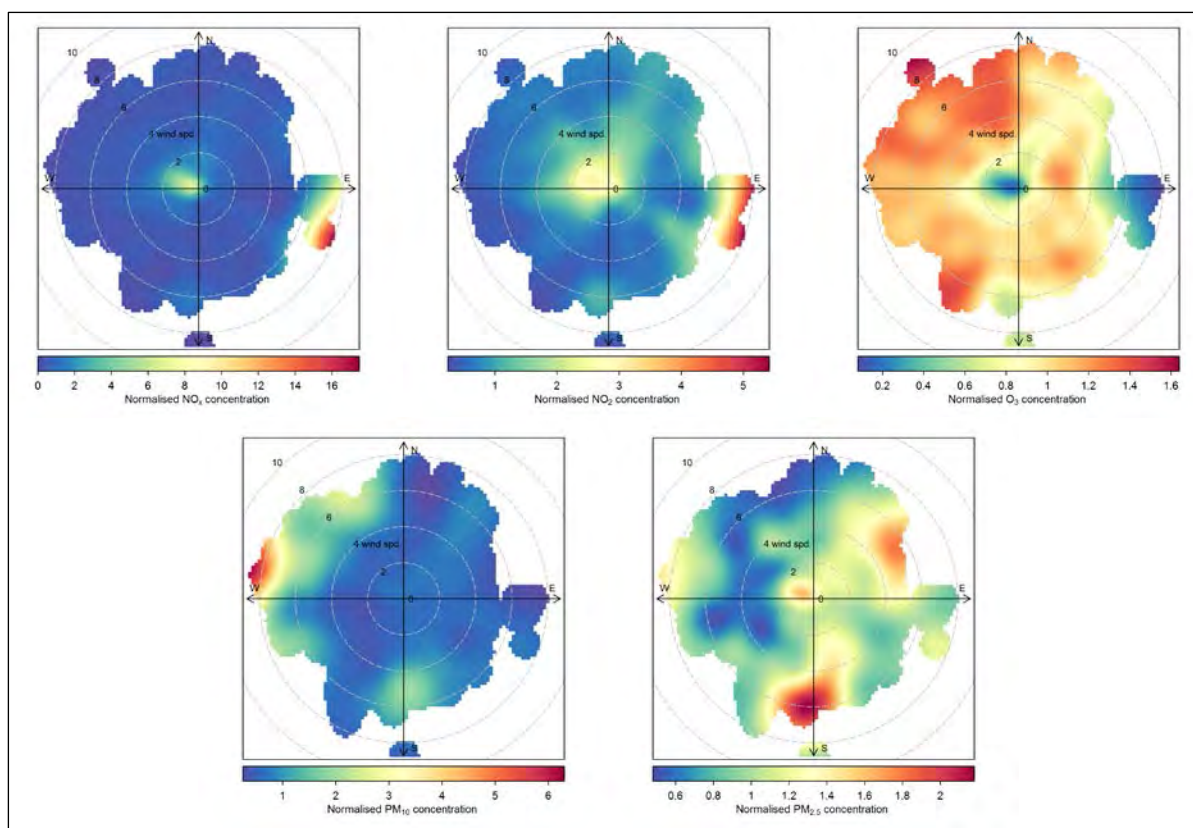 10
8
6
4 wind spd.
2
0
N
W
E
S
0 2 4 6 8 10 12 14 16
Normalised NOx concentration
10
8
6
4 wind spd.
2
0
N
W
E
S
1 2 3 4 5
Normalised NO2 concentration
10
8
6
4 wind spd.
2
0
N
W
E
S
0.2 0.4 0.6 0.8 1 1.2 1.4 1.6
Normalised O3 concentration
10
8
6
4 wind spd.
2
0
N
W
E
S
1 2 3 4 5 6
Normalised PM10 concentration
10
8
6
4 wind spd.
2
0
N
W
E
S
0.6 0.8 1 1.2 1.4 1.6 1.8 2
Normalised PM2.5 concentration